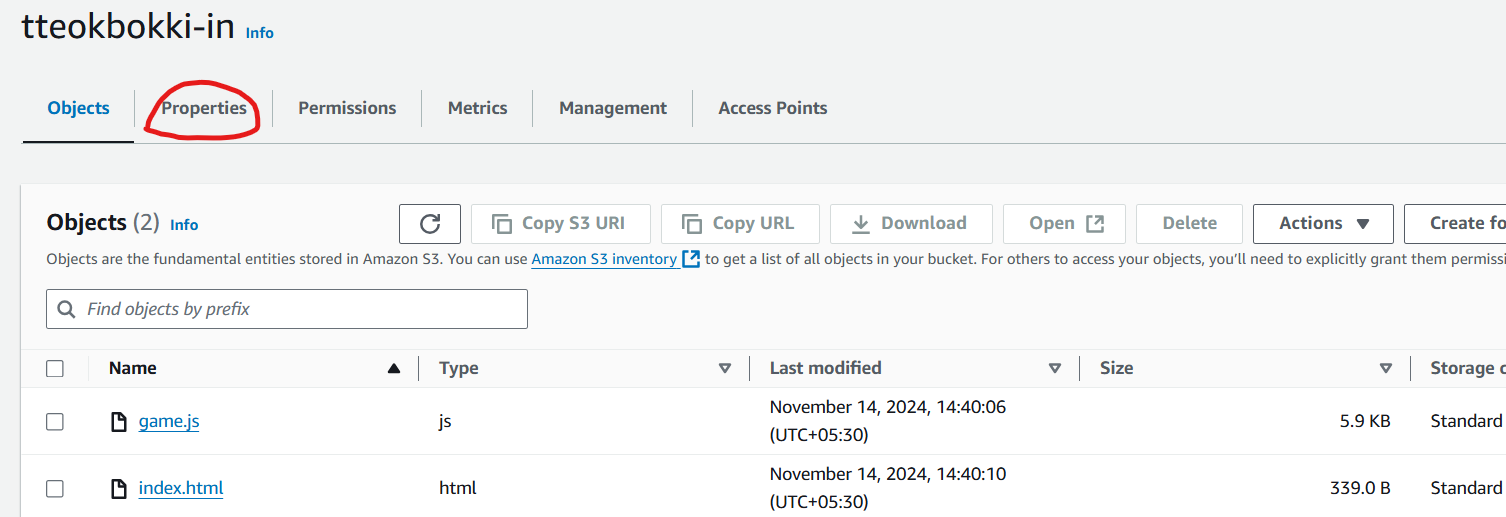 tteokbokki-in Info
Objects Properties Permissions Metrics Management Access Points
Objects (2) Info Copy S3 URI Copy URL Download Open Delete Actions Create fo
Objects are the fundamental entities stored in Amazon S3. You can use Amazon S3 inventory to get a list of all objects in your bucket. For others to access your objects, you'll need to explicitly grant them permissi
Find objects by prefix
Name Type Last modified Size Storage c
game.js js November 14, 2024, 14:40:06 (UTC+05:30) 5.9 KB Standard
index.html html November 14, 2024, 14:40:10 (UTC+05:30) 339.0 B Standard